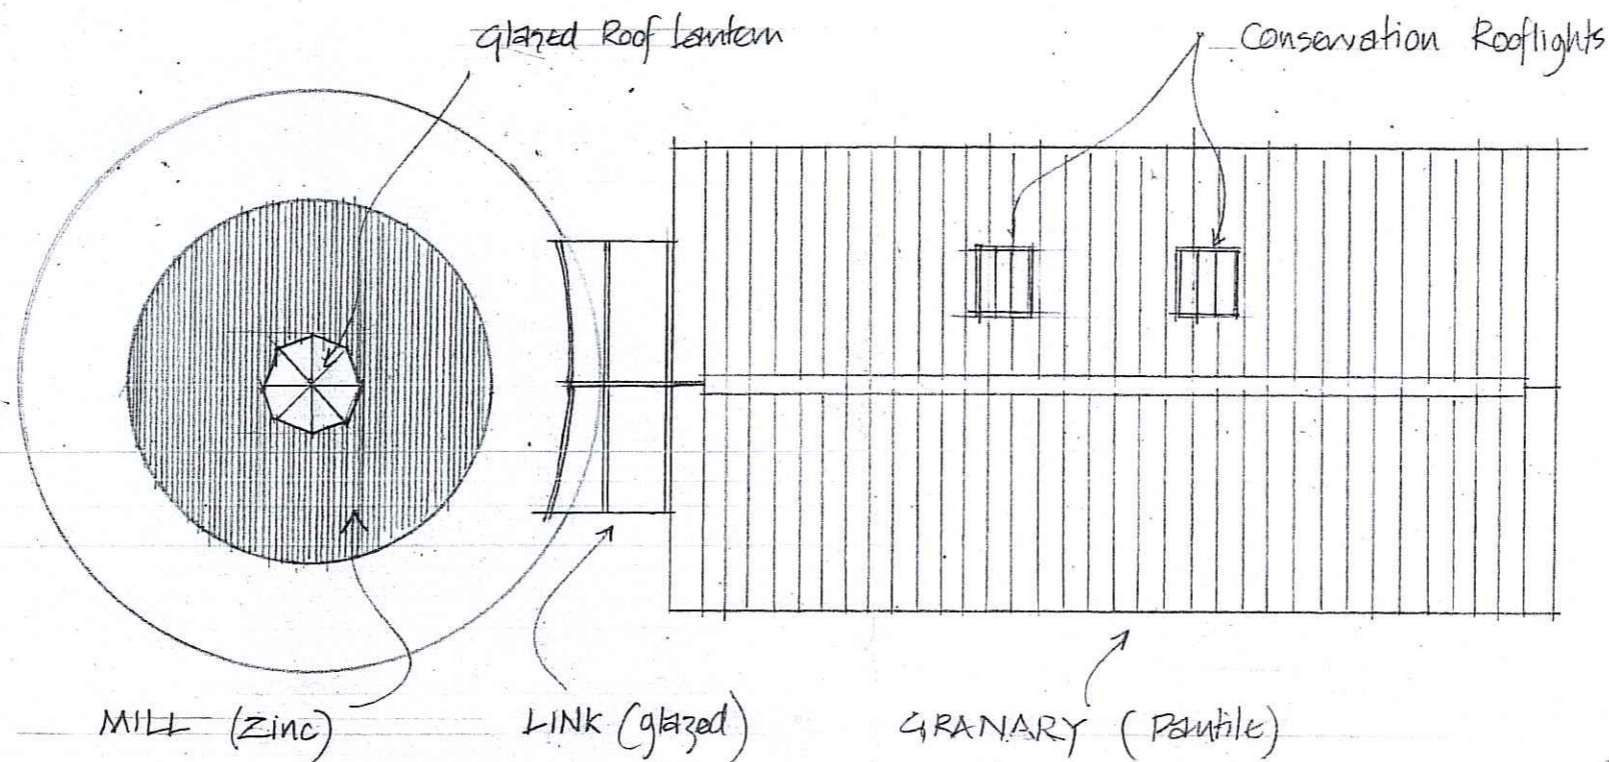 Glazed Roof Lantern
Conservation Rooflights
MILL (Zinc)
LINK (glazed)
GRANARY (Pantile)